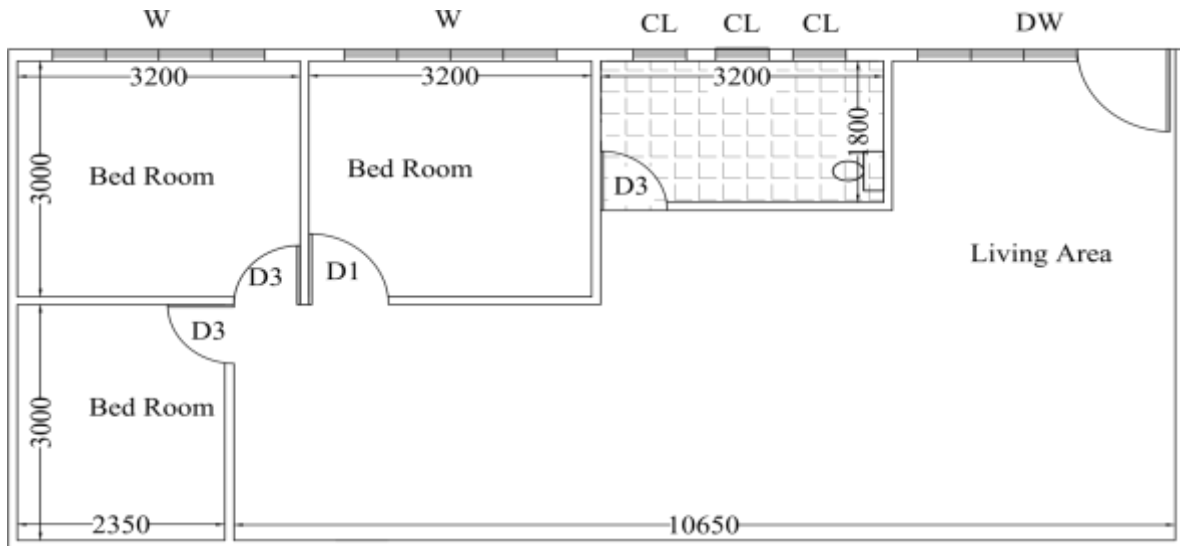 W W CL CL CL DW
3200 3200 3200
3000
1800
Bed Room Bed Room
D3
Living Area
D3 D1
D3
3000
Bed Room
2350 10650